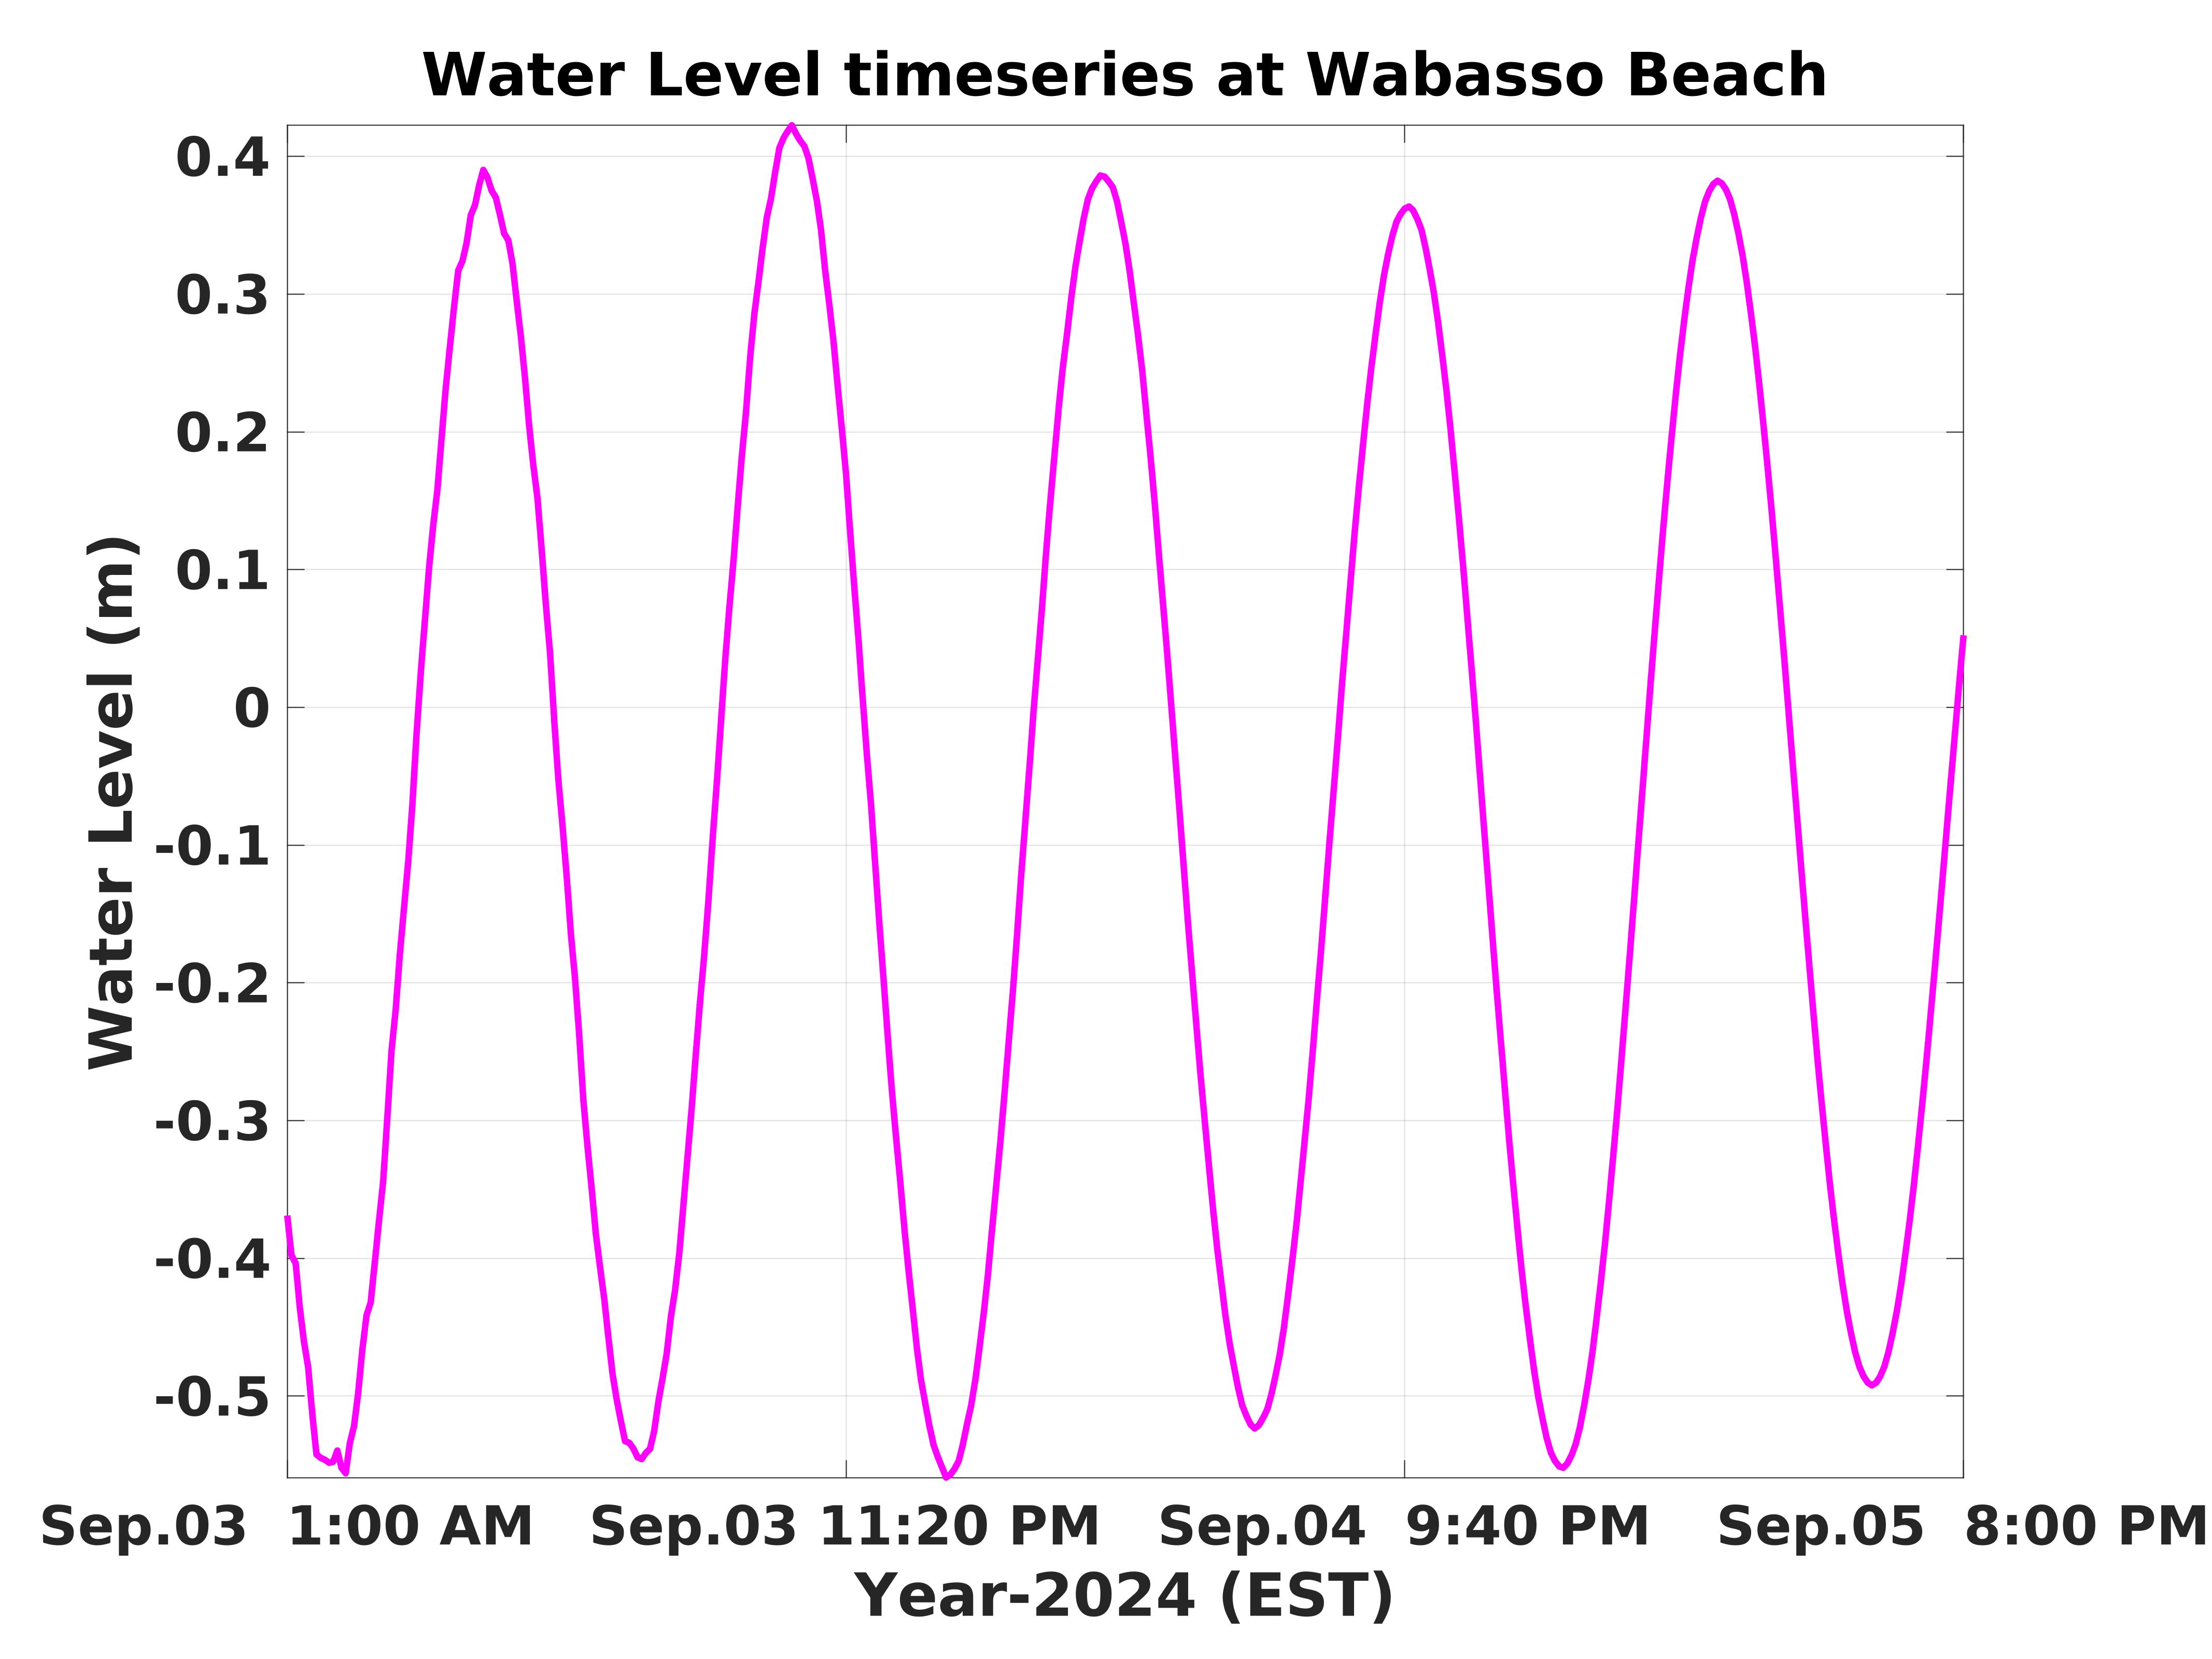 Water Level timeseries at Wabasso Beach
0.4
0.3
0.2
0.1
0
-0.1
-0.2
-0.3
-0.4
-0.5
Water Level (m)
Sep.03 1:00 AM Sep.03 11:20 PM Sep.04 9:40 PM Sep.05 8:00 PM
Year-2024 (EST)